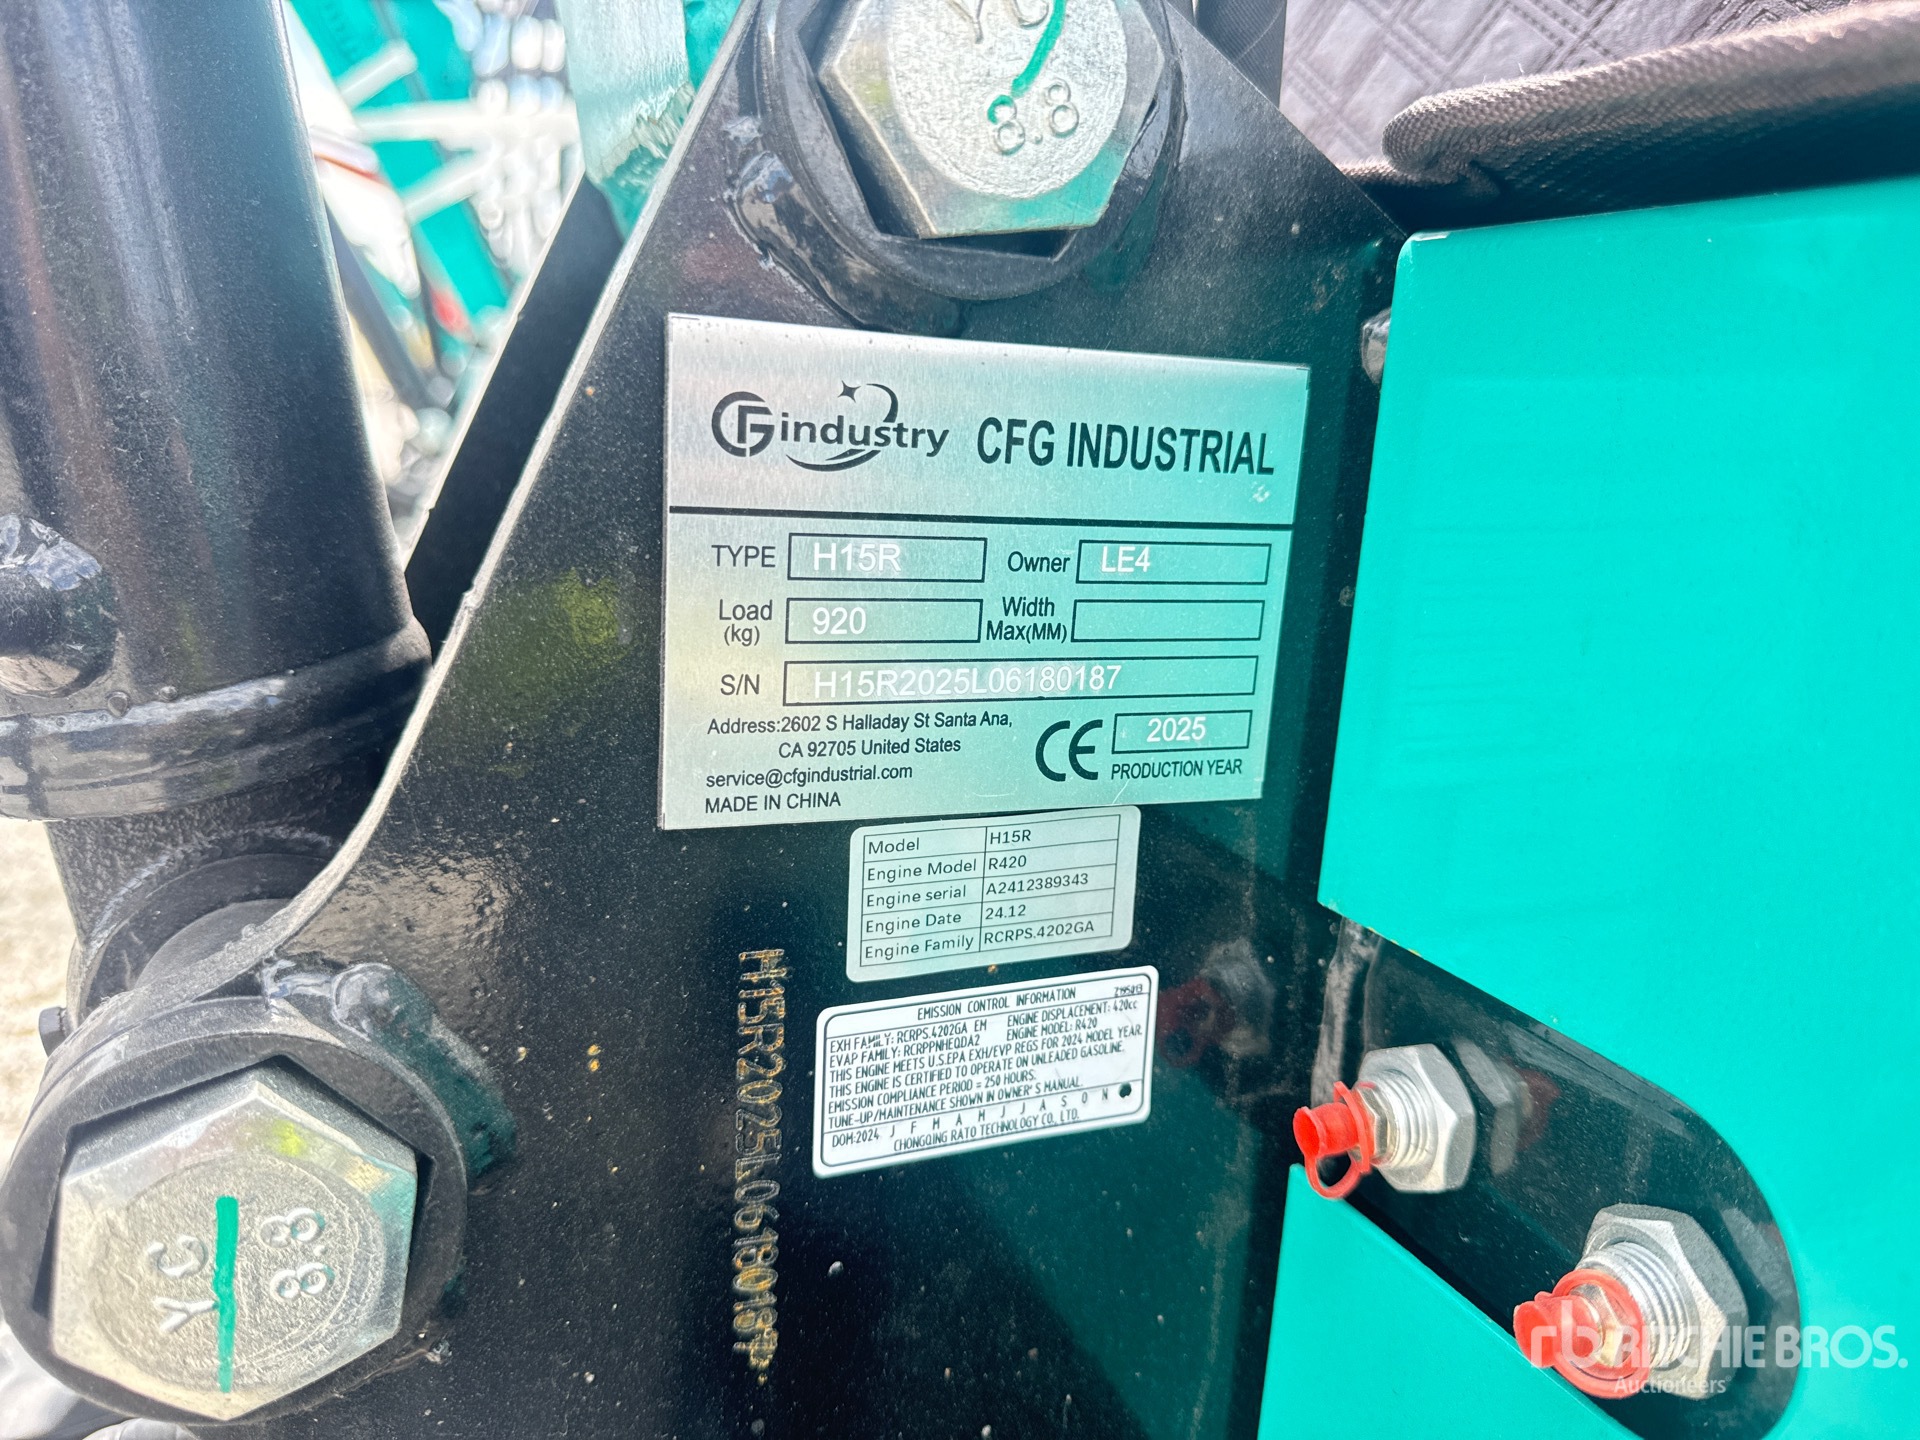 YC
8.8
CFindustry CFG INDUSTRIAL
TYPE H15R Owner LE4
Load (kg) 920 Width Max(MM)
S/N H15R2025L06180187
Address:2602 S Halladay St Santa Ana,
CA 92705 United States
service@cfgindustrial.com
MADE IN CHINA
CE 2025
PRODUCTION YEAR
Model H15R
Engine Model R420
Engine serial A2412389343
Engine Date 24.12
Engine Family RCRPS.4202GA
EMISSION CONTROL INFORMATION
EXH FAMILY: RCRPS.4202GA EM ENGINE DISPLACEMENT: 420cc
EVAP FAMILY: RCRPPNHEQDA2 ENGINE MODEL: R420
THIS ENGINE MEETS U.S.EPA EXH/EVP REGS FOR 2024 MODEL YEAR.
THIS ENGINE IS CERTIFIED TO OPERATE ON UNLEADED GASOLINE.
EMISSION COMPLIANCE PERIOD = 250 HOURS.
TUNE-UP/MAINTENANCE SHOWN IN OWNER'S MANUAL.
DOM:2024 J F M A M J J A S O N
CHONGQING RATO TECHNOLOGY CO., LTD.
H15R2025L06180187
YC
8.8
rb RITCHIE BROS.
Auctioneers